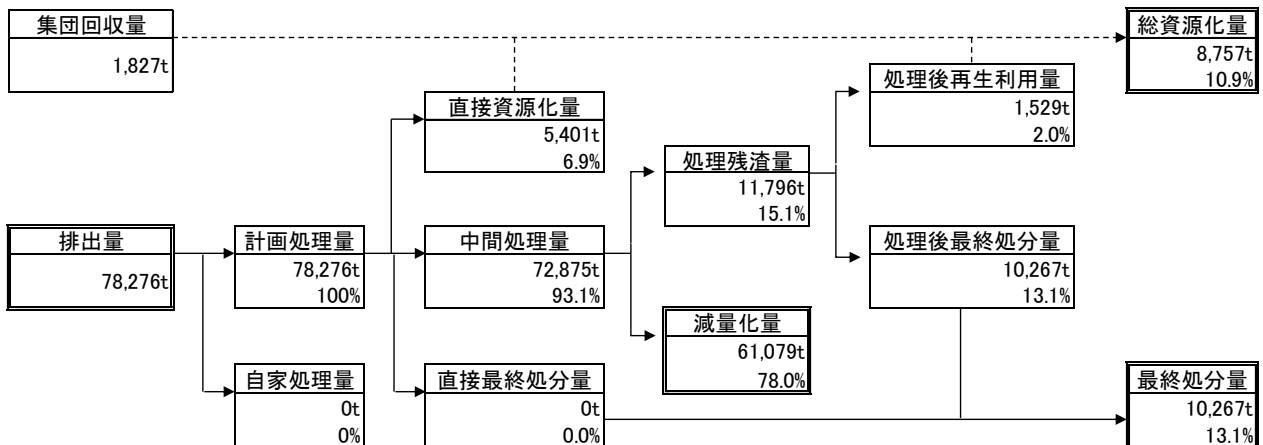 集団回収量
1,827t
総資源化量
8,757t
10.9%
直接資源化量
5,401t
6.9%
処理後再生利用量
1,529t
2.0%
処理残渣量
11,796t
15.1%
排出量
78,276t
計画処理量
78,276t
100%
中間処理量
72,875t
93.1%
処理後最終処分量
10,267t
13.1%
減量化量
61,079t
78.0%
自家処理量
0t
0%
直接最終処分量
0t
0.0%
最終処分量
10,267t
13.1%